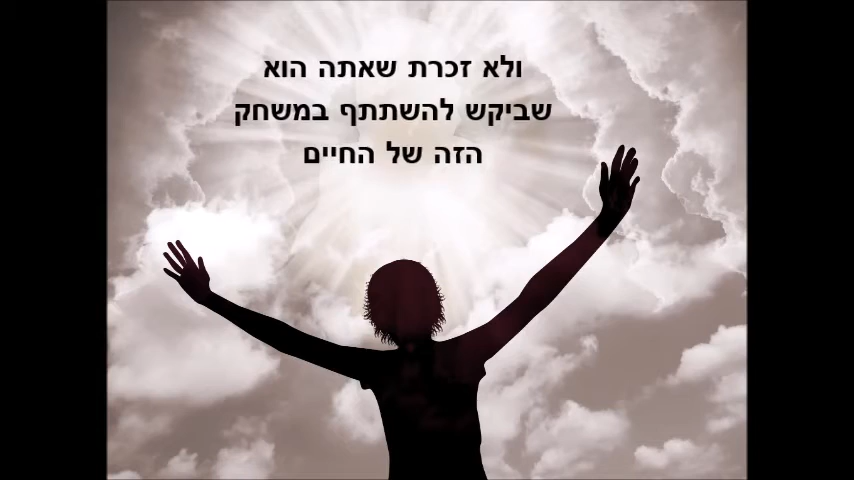 ולא זכרת שאתה הוא
שביקש להשתתף במשחק
הזה של החיים